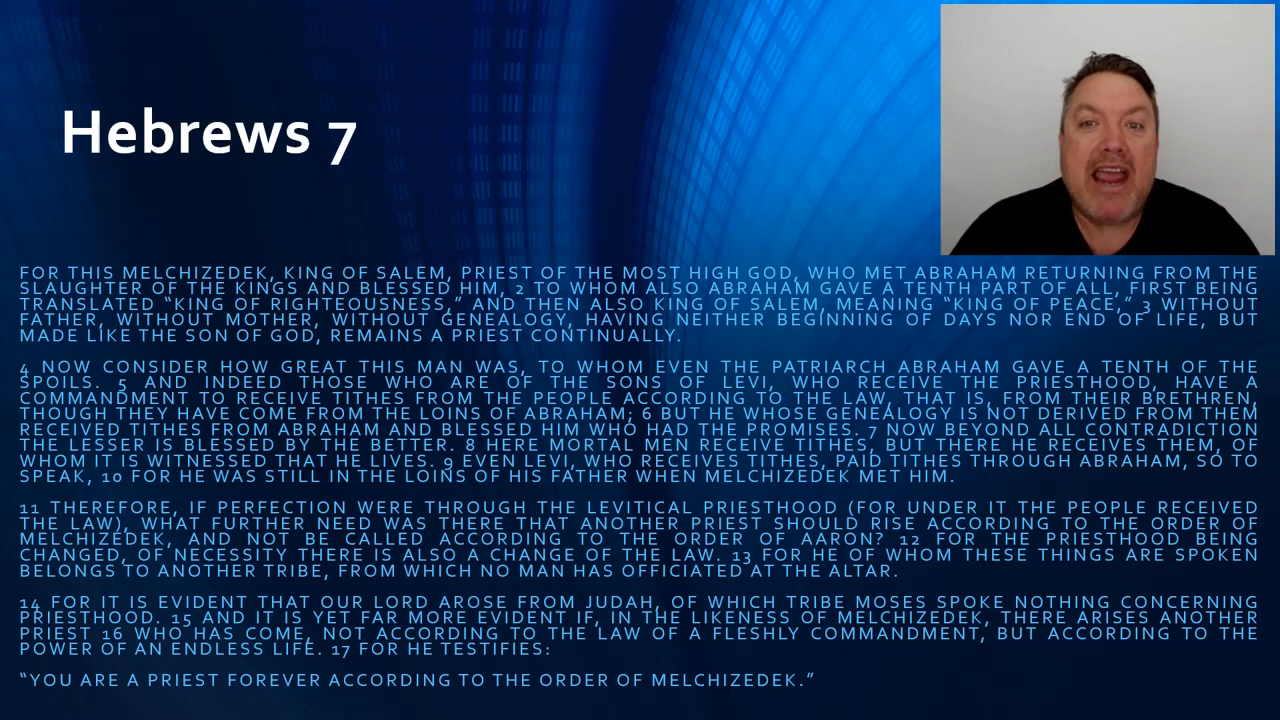 Hebrews 7
FOR THIS MELCHIZEDEK, KING OF SALEM, PRIEST OF THE MOST HIGH GOD, WHO MET ABRAHAM RETURNING FROM THE
SLAUGHTER OF THE KINGS AND BLESSED HIM, 2 TO WHOM ALSO ABRAHAM GAVE A TENTH PART OF ALL, FIRST BEING
TRANSLATED “KING OF RIGHTEOUSNESS,” AND THEN ALSO KING OF SALEM, MEANING “KING OF PEACE,” 3 WITHOUT
FATHER, WITHOUT MOTHER, WITHOUT GENEALOGY, HAVING NEITHER BEGINNING OF DAYS NOR END OF LIFE, BUT
MADE LIKE THE SON OF GOD, REMAINS A PRIEST CONTINUALLY.
4 NOW CONSIDER HOW GREAT THIS MAN WAS, TO WHOM EVEN THE PATRIARCH ABRAHAM GAVE A TENTH OF THE
SPOILS. 5 AND INDEED THOSE WHO ARE OF THE SONS OF LEVI, WHO RECEIVE THE PRIESTHOOD, HAVE A
COMMANDMENT TO RECEIVE TITHES FROM THE PEOPLE ACCORDING TO THE LAW, THAT IS, FROM THEIR BRETHREN,
THOUGH THEY HAVE COME FROM THE LOINS OF ABRAHAM; 6 BUT HE WHOSE GENEALOGY IS NOT DERIVED FROM THEM
RECEIVED TITHES FROM ABRAHAM AND BLESSED HIM WHO HAD THE PROMISES. 7 NOW BEYOND ALL CONTRADICTION
THE LESSER IS BLESSED BY THE BETTER. 8 HERE MORTAL MEN RECEIVE TITHES, BUT THERE HE RECEIVES THEM, OF
WHOM IT IS WITNESSED THAT HE LIVES. 9 EVEN LEVI, WHO RECEIVES TITHES, PAID TITHES THROUGH ABRAHAM, SO TO
SPEAK, 10 FOR HE WAS STILL IN THE LOINS OF HIS FATHER WHEN MELCHIZEDEK MET HIM.
11 THEREFORE, IF PERFECTION WERE THROUGH THE LEVITICAL PRIESTHOOD (FOR UNDER IT THE PEOPLE RECEIVED
THE LAW), WHAT FURTHER NEED WAS THERE THAT ANOTHER PRIEST SHOULD RISE ACCORDING TO THE ORDER OF
MELCHIZEDEK, AND NOT BE CALLED ACCORDING TO THE ORDER OF AARON? 12 FOR THE PRIESTHOOD BEING
CHANGED, OF NECESSITY THERE IS ALSO A CHANGE OF THE LAW. 13 FOR HE OF WHOM THESE THINGS ARE SPOKEN
BELONGS TO ANOTHER TRIBE, FROM WHICH NO MAN HAS OFFICIATED AT THE ALTAR.
14 FOR IT IS EVIDENT THAT OUR LORD AROSE FROM JUDAH, OF WHICH TRIBE MOSES SPOKE NOTHING CONCERNING
PRIESTHOOD. 15 AND IT IS YET FAR MORE EVIDENT IF, IN THE LIKENESS OF MELCHIZEDEK, THERE ARISES ANOTHER
PRIEST 16 WHO HAS COME, NOT ACCORDING TO THE LAW OF A FLESHLY COMMANDMENT, BUT ACCORDING TO THE
POWER OF AN ENDLESS LIFE. 17 FOR HE TESTIFIES:
“YOU ARE A PRIEST FOREVER ACCORDING TO THE ORDER OF MELCHIZEDEK.”